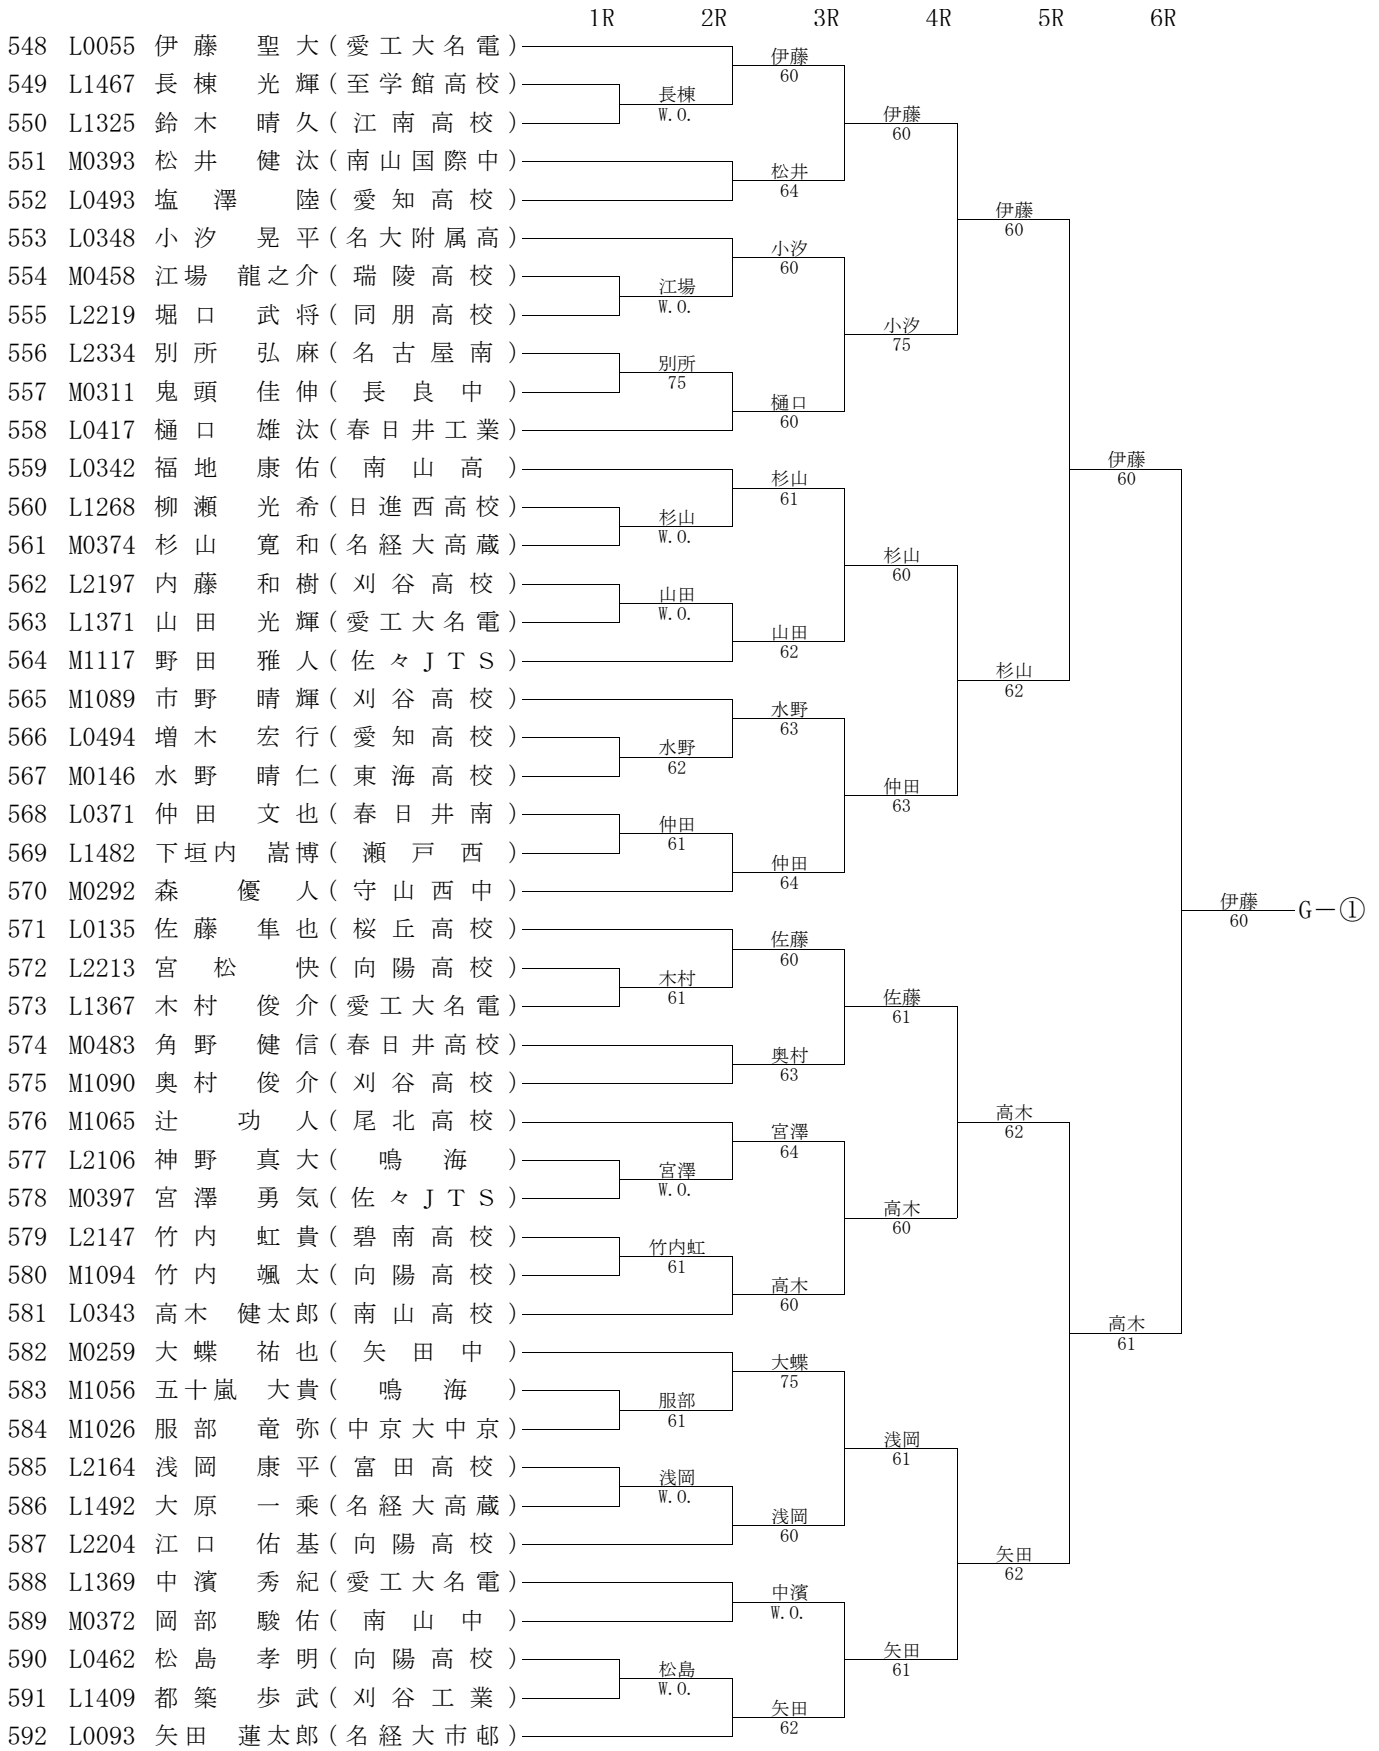 1R 2R 3R 4R 5R 6R
548 L0055 伊藤 聖大(愛工大名電)
伊藤
60
549 L1467 長棟 光輝(至学館高校)
長棟
W.O.
550 L1325 鈴木 晴久(江南高校)
伊藤
60
551 M0393 松井 健汰(南山国際中)
松井
64
552 L0493 塩澤 陸(愛知高校)
伊藤
60
553 L0348 小汐 晃平(名大附属高)
小汐
60
554 M0458 江場 龍之介(瑞陵高校)
江場
W.O.
555 L2219 堀口 武将(同朋高校)
小汐
75
556 L2334 別所 弘麻(名古屋南)
別所
75
557 M0311 鬼頭 佳伸(長良中)
樋口
60
558 L0417 樋口 雄汰(春日井工業)
伊藤
60
559 L0342 福地 康佑(南山高)
杉山
61
560 L1268 柳瀬 光希(日進西高校)
杉山
W.O.
561 M0374 杉山 寛和(名経大高蔵)
杉山
60
562 L2197 内藤 和樹(刈谷高校)
山田
W.O.
563 L1371 山田 光輝(愛工大名電)
山田
62
564 M1117 野田 雅人(佐々JTS)
杉山
62
565 M1089 市野 晴輝(刈谷高校)
水野
63
566 L0494 増木 宏行(愛知高校)
水野
62
567 M0146 水野 晴仁(東海高校)
仲田
63
568 L0371 仲田 文也(春日井南)
仲田
61
569 L1482 下垣内 嵩博(瀬戸西)
仲田
64
570 M0292 森 優人(守山西中)
伊藤
60
G-①
571 L0135 佐藤 隼也(桜丘高校)
佐藤
60
572 L2213 宮松 快(向陽高校)
木村
61
573 L1367 木村 俊介(愛工大名電)
佐藤
61
574 M0483 角野 健信(春日井高校)
奥村
63
575 M1090 奥村 俊介(刈谷高校)
高木
62
576 M1065 辻 功人(尾北高校)
宮澤
64
577 L2106 神野 真大(鳴海)
宮澤
W.O.
578 M0397 宮澤 勇気(佐々JTS)
高木
60
579 L2147 竹内 虹貴(碧南高校)
竹内虹
61
580 M1094 竹内 颯太(向陽高校)
高木
60
581 L0343 高木 健太郎(南山高校)
高木
61
582 M0259 大蝶 祐也(矢田中)
大蝶
75
583 M1056 五十嵐 大貴(鳴海)
服部
61
584 M1026 服部 竜弥(中京大中京)
浅岡
61
585 L2164 浅岡 康平(富田高校)
浅岡
W.O.
586 L1492 大原 一乘(名経大高蔵)
浅岡
60
587 L2204 江口 佑基(向陽高校)
矢田
62
588 L1369 中濱 秀紀(愛工大名電)
中濱
W.O.
589 M0372 岡部 駿佑(南山中)
矢田
61
590 L0462 松島 孝明(向陽高校)
松島
W.O.
591 L1409 都築 歩武(刈谷工業)
矢田
62
592 L0093 矢田 蓮太郎(名経大市邨)